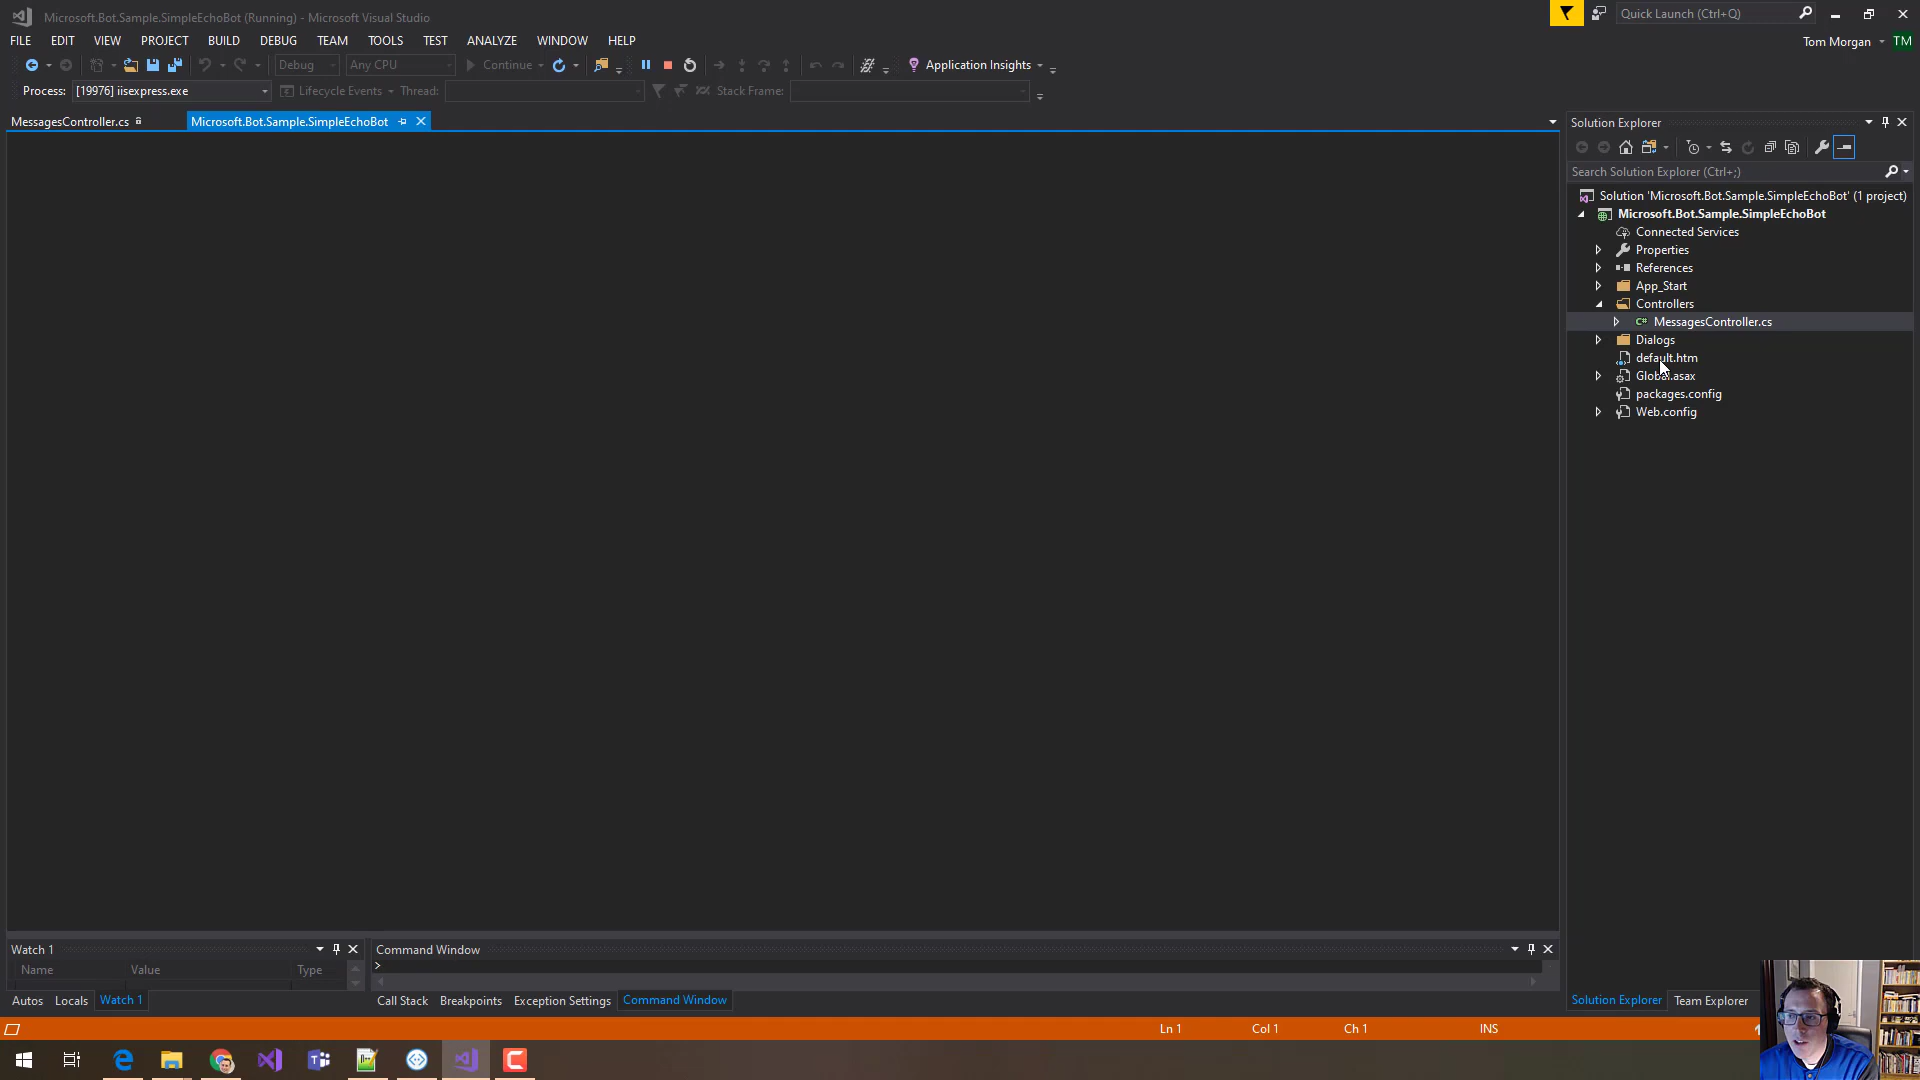 Microsoft.Bot.Sample.SimpleEchoBot (Running) - Microsoft Visual Studio
Quick Launch (Ctrl+Q)
FILE EDIT VIEW PROJECT BUILD DEBUG TEAM TOOLS TEST ANALYZE WINDOW HELP
Tom Morgan TM
Debug Any CPU Continue Application Insights
Process: [19976] iisexpress.exe Lifecycle Events Thread: Stack Frame:
MessagesController.cs Microsoft.Bot.Sample.SimpleEchoBot
Solution Explorer
Search Solution Explorer (Ctrl+;)
Solution 'Microsoft.Bot.Sample.SimpleEchoBot' (1 project)
Microsoft.Bot.Sample.SimpleEchoBot
Connected Services
Properties
References
App_Start
Controllers
C# MessagesController.cs
Dialogs
default.htm
Global.asax
packages.config
Web.config
Watch 1
Name Value Type
Autos Locals Watch 1
Command Window
>
Call Stack Breakpoints Exception Settings Command Window
Solution Explorer Team Explorer
Ln 1 Col 1 Ch 1 INS